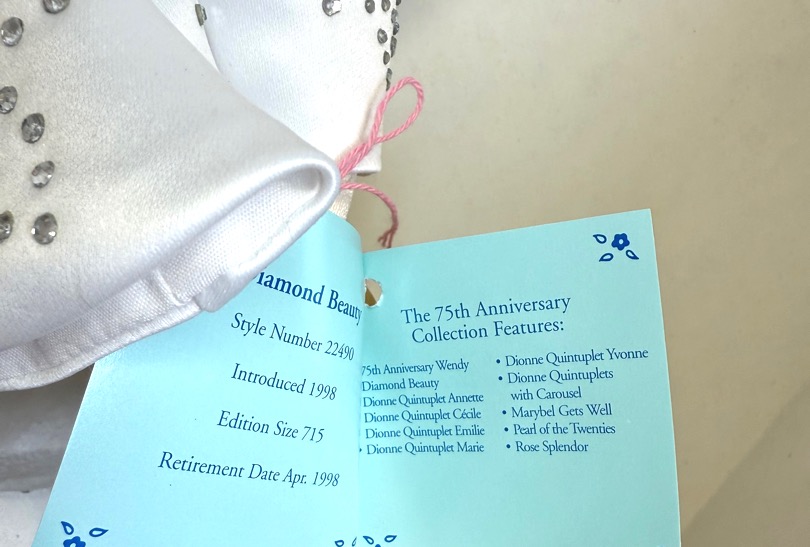 Diamond Beauty
Style Number 22490
Introduced 1998
Edition Size 715
Retirement Date Apr. 1998
The 75th Anniversary
Collection Features:
75th Anniversary Wendy
Diamond Beauty
Dionne Quintuplet Annette
Dionne Quintuplet Cécile
Dionne Quintuplet Emilie
• Dionne Quintuplet Marie
• Dionne Quintuplet Yvonne
• Dionne Quintuplets
with Carousel
• Marybel Gets Well
• Pearl of the Twenties
• Rose Splendor